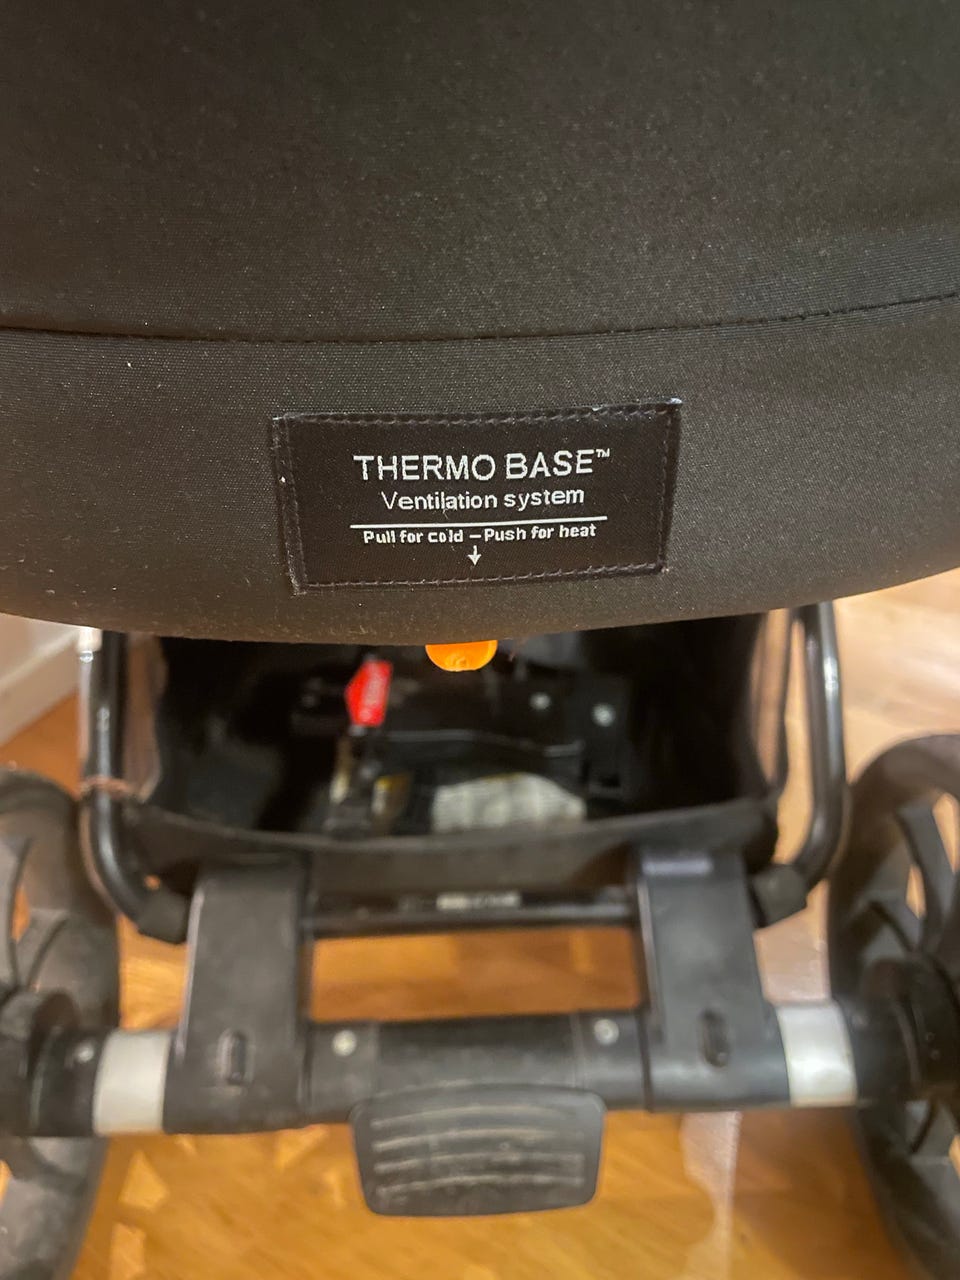 THERMO BASE™
Ventilation system
Pull for cold – Push for heat